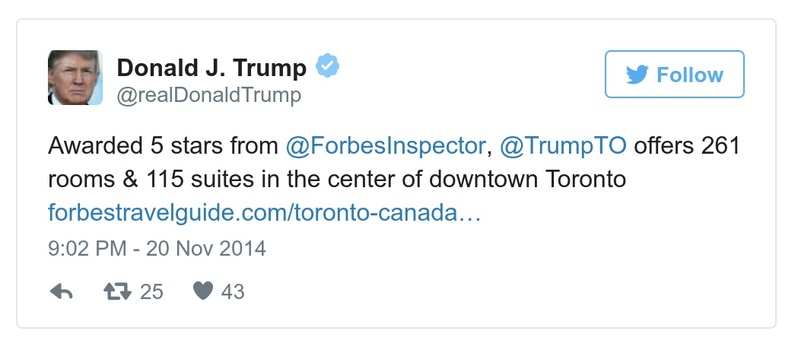 Donald J. Trump
@realDonaldTrump
Follow
Awarded 5 stars from @ForbesInspector, @TrumpTO offers 261
rooms & 115 suites in the center of downtown Toronto
forbestravelguide.com/toronto-canada…
9:02 PM - 20 Nov 2014
25 43